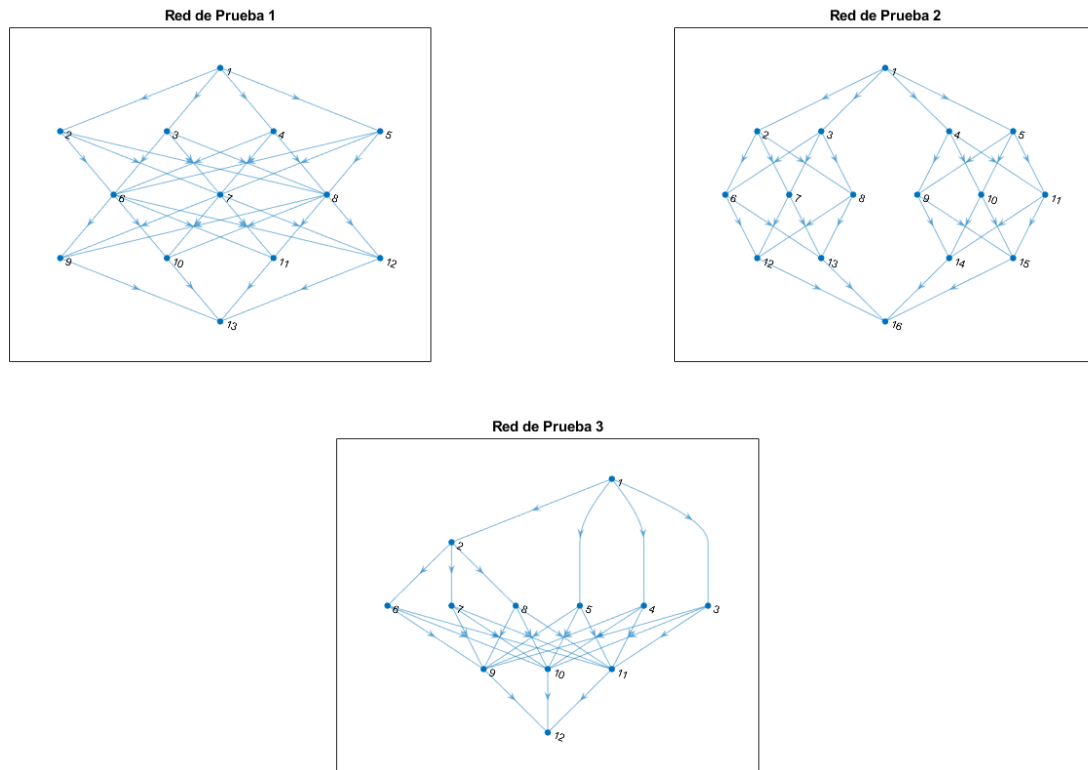 Red de Prueba 1
1
2 3 4 5
6 7 8
9 10 11 12
13
Red de Prueba 2
1
2 3 4 5
6 7 8 9 10 11
12 13 14 15
16
Red de Prueba 3
1
2
6 7 8 5 4 3
9 10 11
12